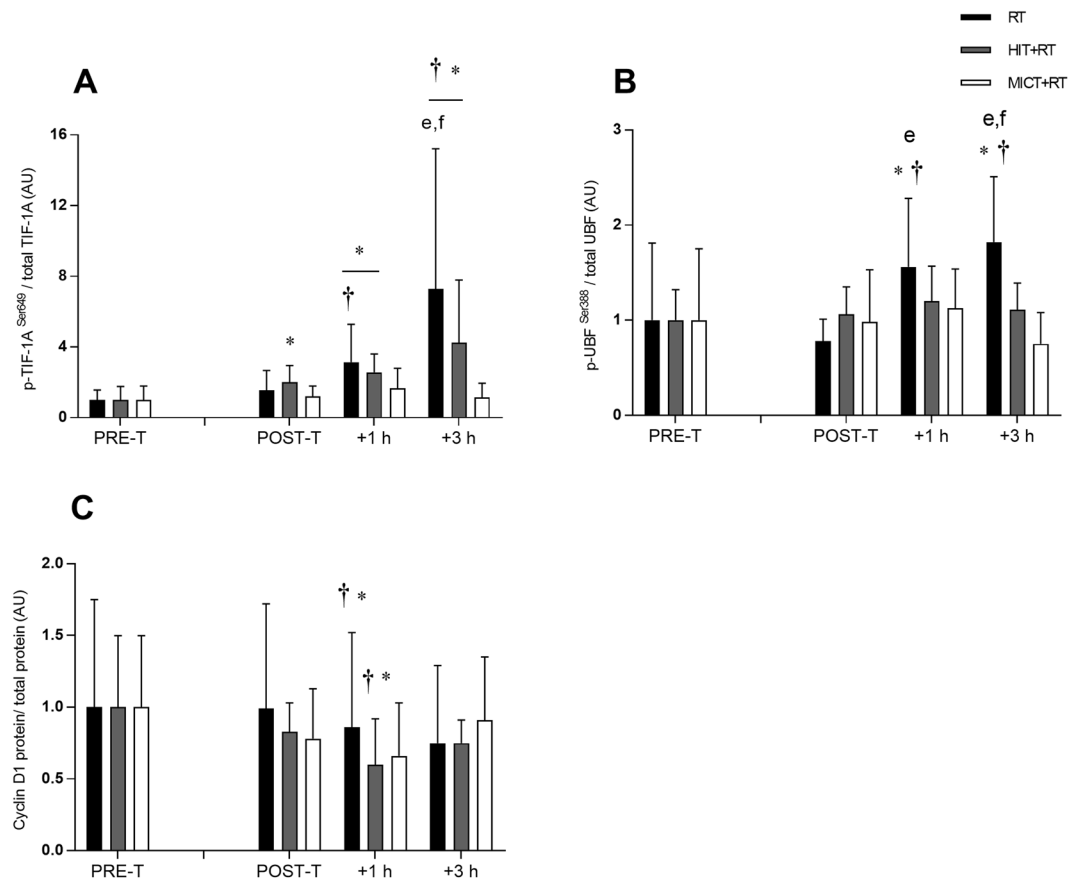 RT
HIT+RT
MICT+RT
A
† *
e,f
*
†
*
16
12
8
4
0
p-TIF-1A Ser649 / total TIF-1A (AU)
PRE-T POST-T +1 h +3 h
B
e,f
* †
e
* †
3
2
1
0
p-UBF Ser388 / total UBF (AU)
PRE-T POST-T +1 h +3 h
C
† *
† *
2.0
1.5
1.0
0.5
0.0
Cyclin D1 protein/ total protein (AU)
PRE-T POST-T +1 h +3 h